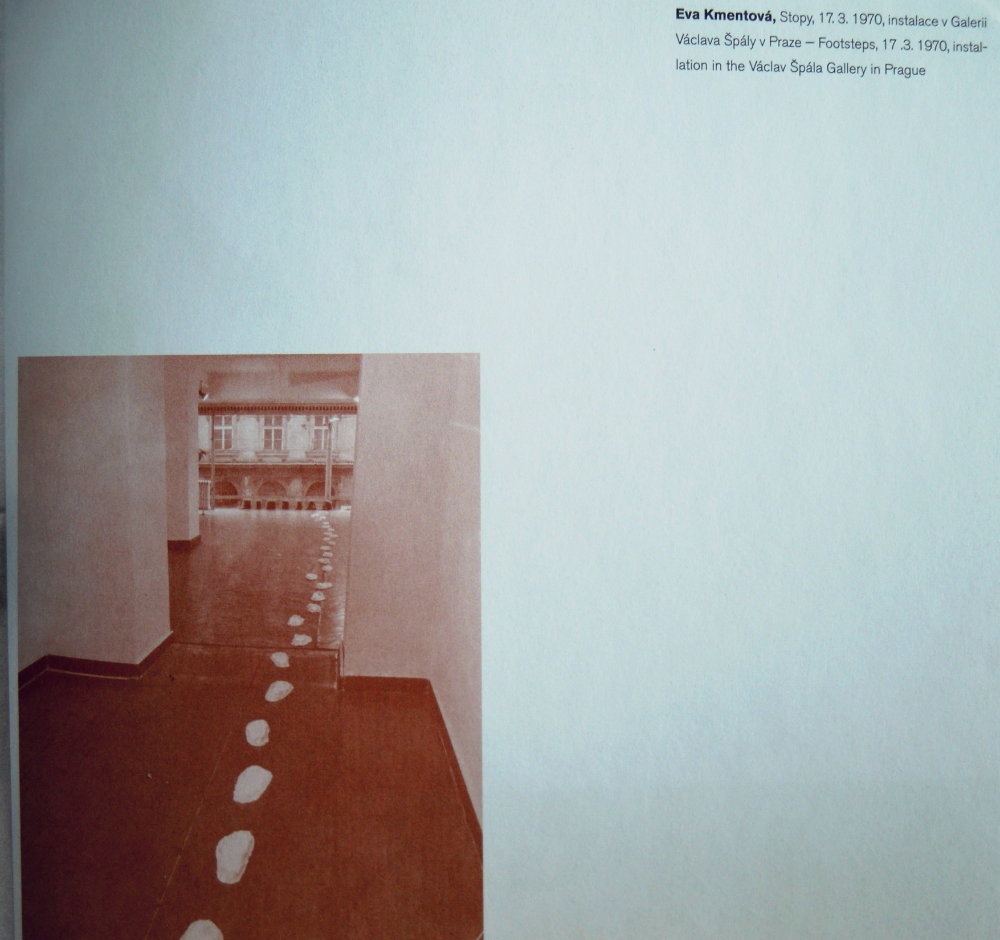 Eva Kmentová, Stopy, 17. 3. 1970, instalace v Galerii
Václava Špály v Praze – Footsteps, 17 .3. 1970, instal-
lation in the Václav Špála Gallery in Prague